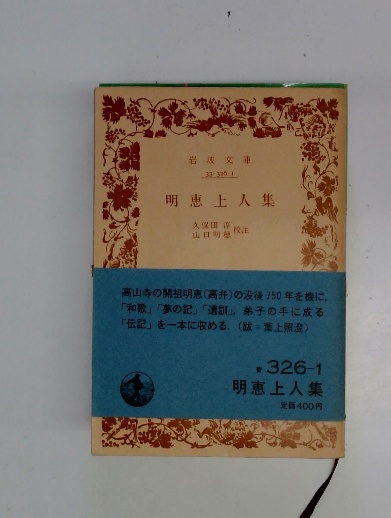 岩波文庫
33-326-1
明恵上人集
久保田淳
山口明穂 校注
高山寺の開祖明恵(高弁)の没後750年を機に,
「和歌」「夢の記」「遺訓」, 弟子の手に成る
「伝記」を一本に収める. (跋=葉上照澄)
青 326-1
明恵上人集
定価400円